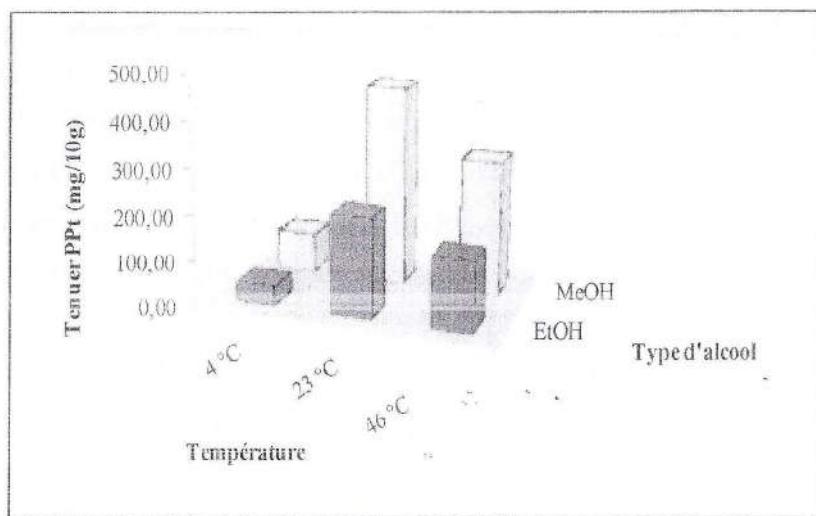 500,00
400,00
300,00
200,00
100,00
0,00
Tenuer PPt (mg/10g)
4 °C
23 °C
46 °C
Température
MeOH
EtOH
Type d'alcool